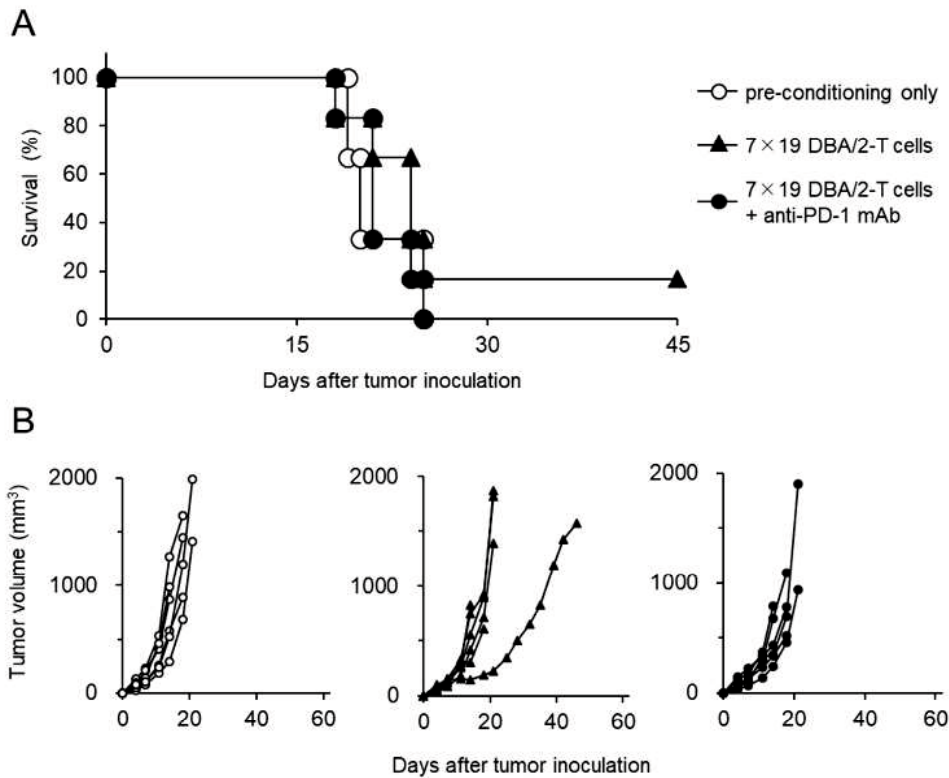 A
100
80
60
40
20
0
Survival (%)
0 15 30 45
Days after tumor inoculation
pre-conditioning only
7×19 DBA/2-T cells
7×19 DBA/2-T cells
+ anti-PD-1 mAb
B
Tumor volume (mm³)
2000
1000
0
0 20 40 60
2000
1000
0
0 20 40 60
2000
1000
0
0 20 40 60
Days after tumor inoculation